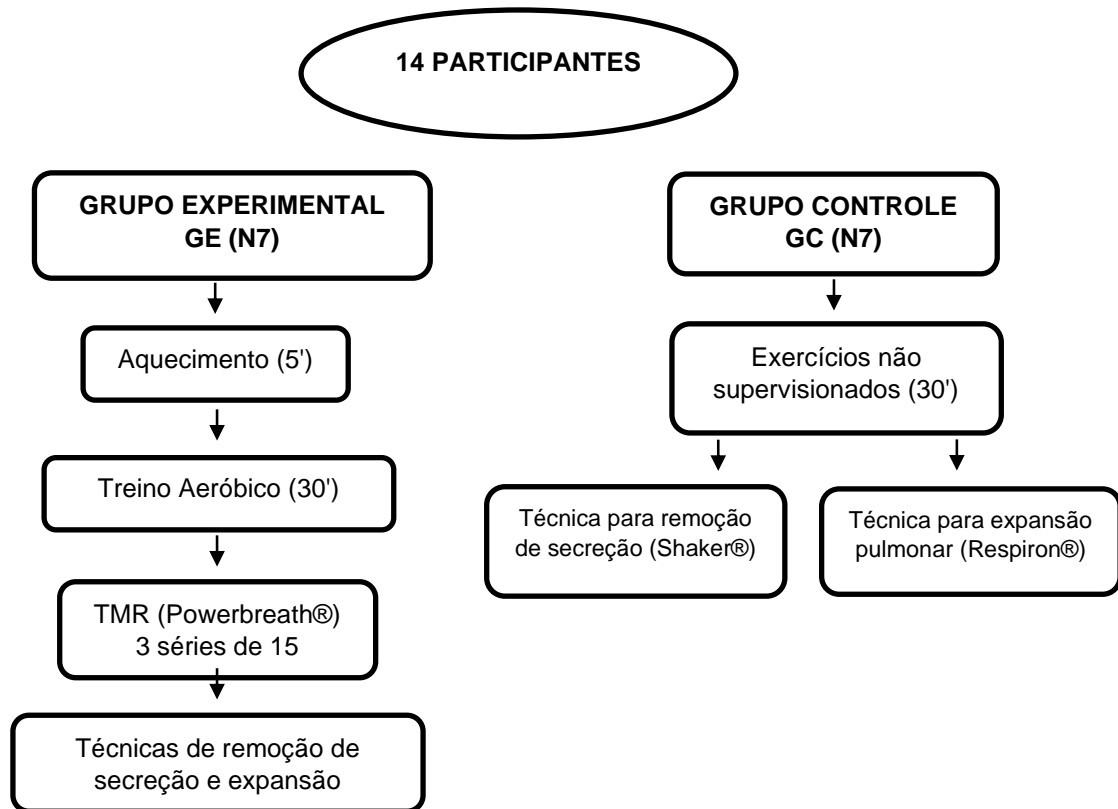 14 PARTICIPANTES
GRUPO EXPERIMENTAL
GE (N7)
Aquecimento (5')
Treino Aeróbico (30')
TMR (Powerbreath®)
3 séries de 15
Técnicas de remoção de
secreção e expansão
GRUPO CONTROLE
GC (N7)
Exercícios não
supervisionados (30')
Técnica para remoção
de secreção (Shaker®)
Técnica para expansão
pulmonar (Respiron®)